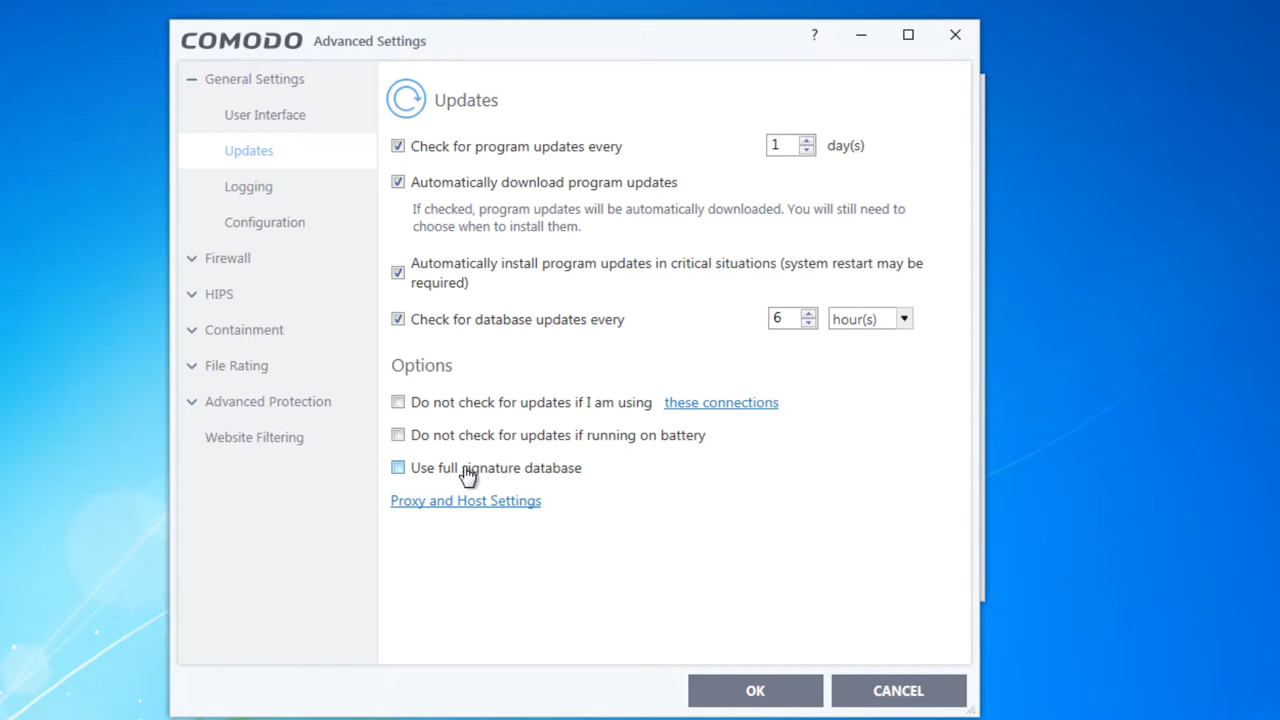 COMODO Advanced Settings ?
General Settings
User Interface
Updates
Logging
Configuration
Firewall
HIPS
Containment
File Rating
Advanced Protection
Website Filtering
Updates
Check for program updates every 1 day(s)
Automatically download program updates
If checked, program updates will be automatically downloaded. You will still need to
choose when to install them.
Automatically install program updates in critical situations (system restart may be
required)
Check for database updates every 6 hour(s)
Options
Do not check for updates if I am using these connections
Do not check for updates if running on battery
Use full signature database
Proxy and Host Settings
OK CANCEL